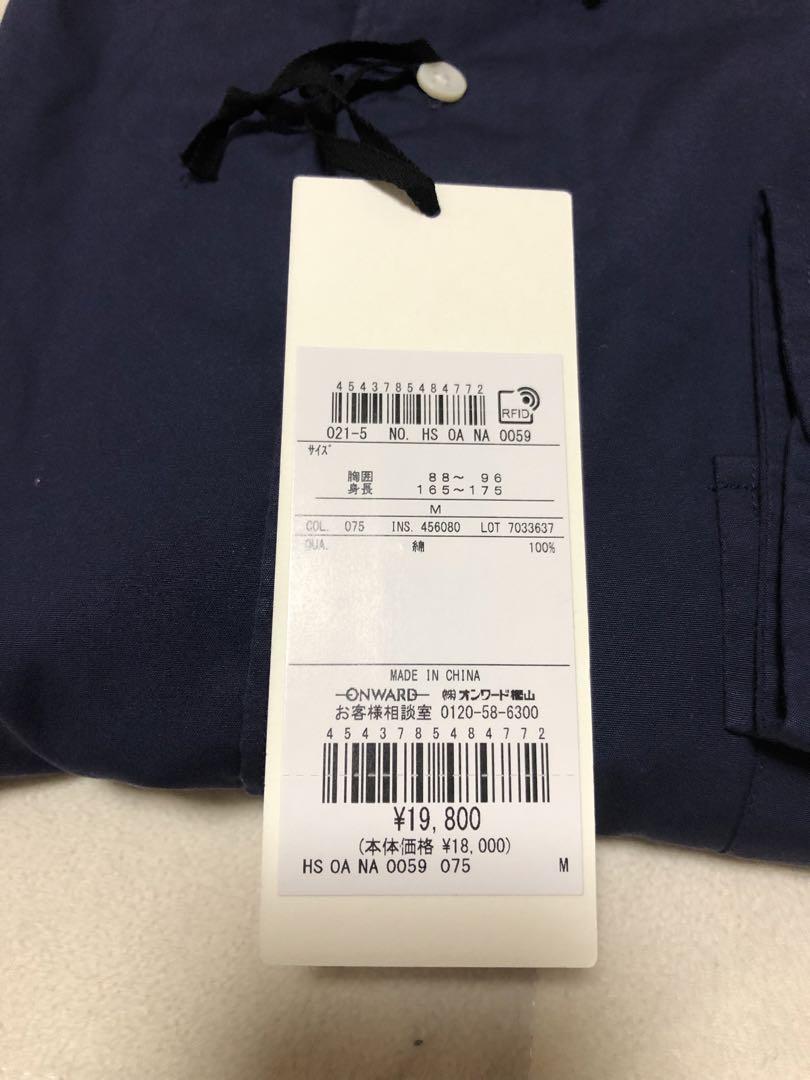 4543785484772
RFID
021-5 NO. HS OA NA 0059
ｻｲｽﾞ
胸囲 88～ 96
身長 165～175
M
COL. 075 INS. 456080 LOT 7033637
QUA. 綿 100%
MADE IN CHINA
ONWARD ㈱オンワード樫山
お客様相談室 0120-58-6300
4543785484772
¥19,800
(本体価格 ¥18,000)
HS OA NA 0059 075 M